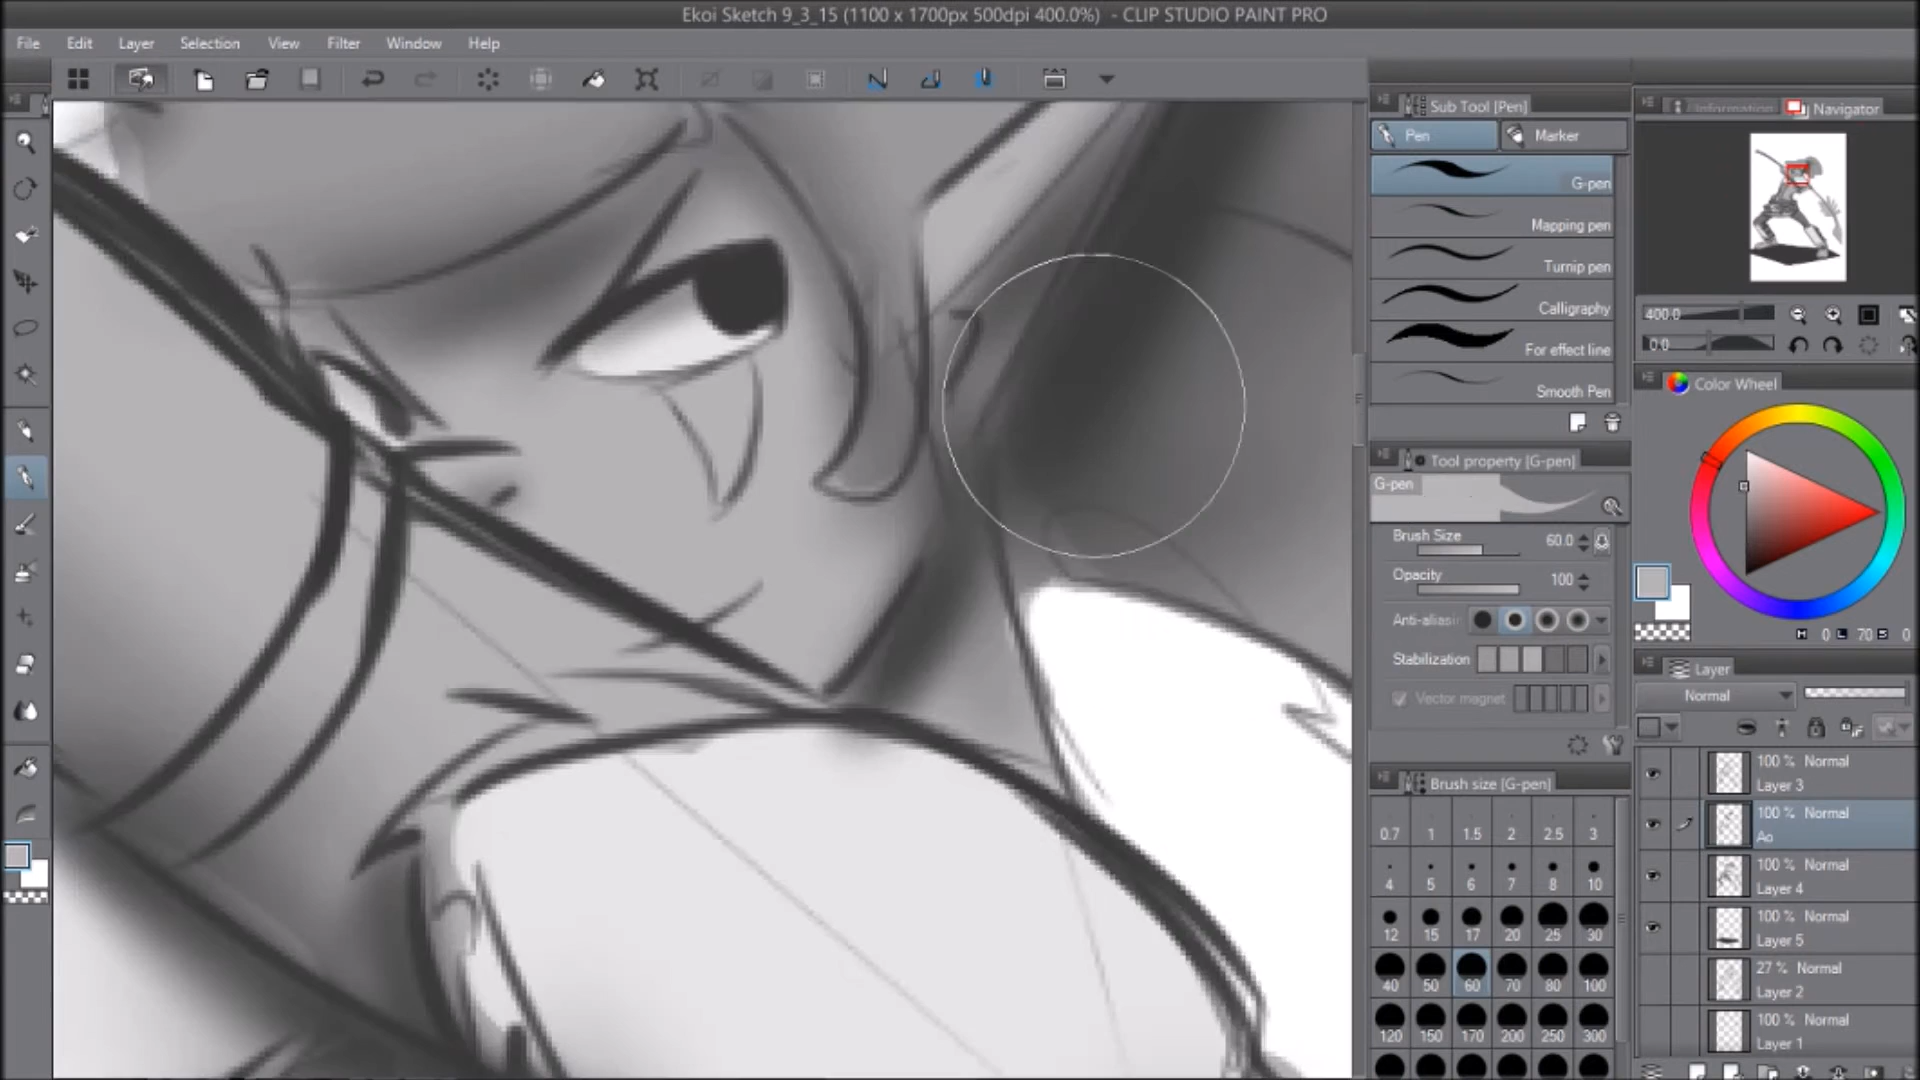 Ekoi Sketch 9_3_15 (1100 x 1700px 500dpi 400.0%) - CLIP STUDIO PAINT PRO
File Edit Layer Selection View Filter Window Help
Sub Tool [Pen]
Pen Marker
G-pen
Mapping pen
Turnip pen
Calligraphy
For effect line
Smooth Pen
Tool property [G-pen]
G-pen
Brush Size 60.0
Opacity 100
Anti-aliasin
Stabilization
Vector magnet
Brush size [G-pen]
0.7 1 1.5 2 2.5 3
4 5 6 7 8 10
12 15 17 20 25 30
40 50 60 70 80 100
120 150 170 200 250 300
Information Navigator
400.0
0.0
Color Wheel
H 0 L 70 S 0
Layer
Normal
100 % Normal
Layer 3
100 % Normal
Ao
100 % Normal
Layer 4
100 % Normal
Layer 5
27 % Normal
Layer 2
100 % Normal
Layer 1